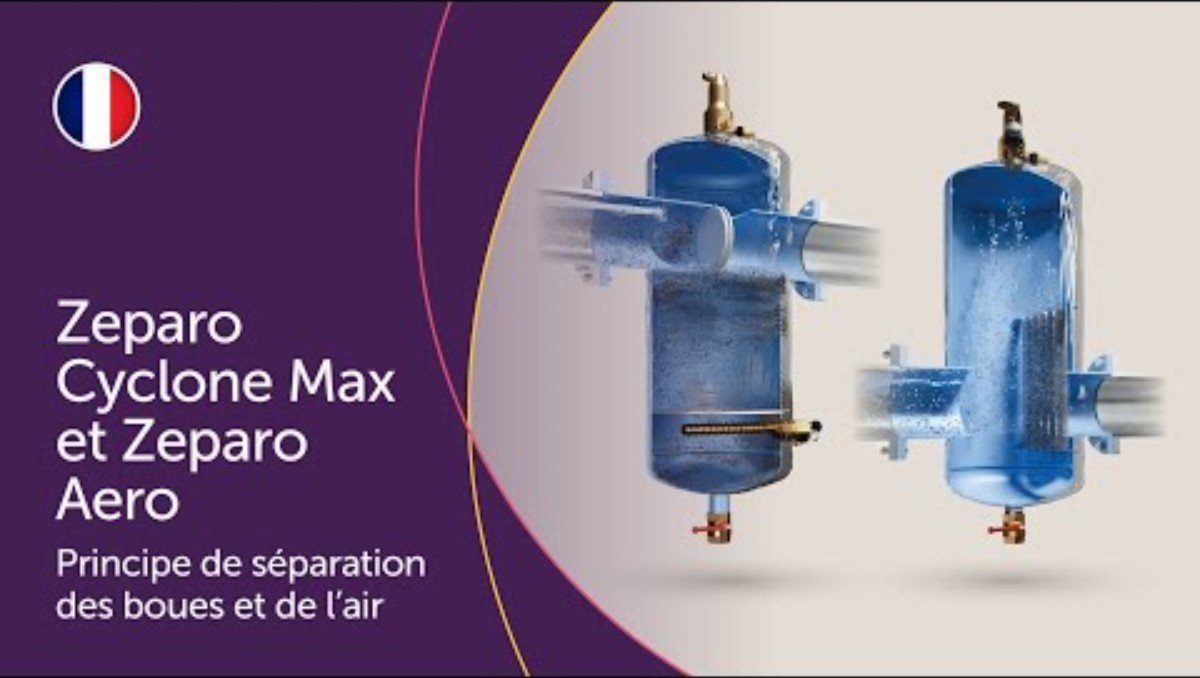 Zeparo
Cyclone Max
et Zeparo
Aero
Principe de séparation
des boues et de l'air